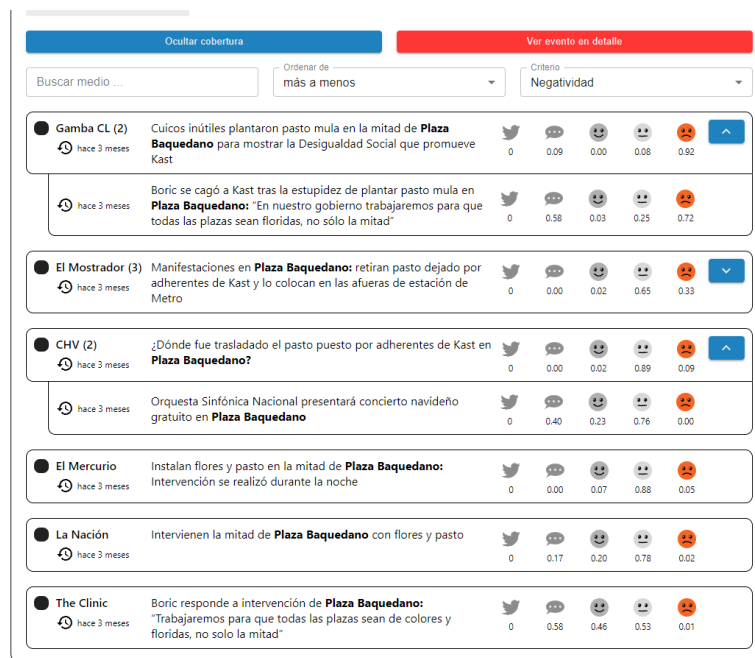 Ocultar cobertura
Ver evento en detalle
Buscar medio ...
Ordenar de
más a menos
Criterio
Negatividad
Gamba CL (2)
hace 3 meses
Cuicos inútiles plantaron pasto mula en la mitad de Plaza
Baquedano para mostrar la Desigualdad Social que promueve
Kast
0 0.09 0.00 0.08 0.92
hace 3 meses
Boric se cagó a Kast tras la estupidez de plantar pasto mula en
Plaza Baquedano: “En nuestro gobierno trabajaremos para que
todas las plazas sean floridas, no sólo la mitad”
0 0.58 0.03 0.25 0.72
El Mostrador (3)
hace 3 meses
Manifestaciones en Plaza Baquedano: retiran pasto dejado por
adherentes de Kast y lo colocan en las afueras de estación de
Metro
0 0.00 0.02 0.65 0.33
CHV (2)
hace 3 meses
¿Dónde fue trasladado el pasto puesto por adherentes de Kast en
Plaza Baquedano?
0 0.00 0.02 0.89 0.09
hace 3 meses
Orquesta Sinfónica Nacional presentará concierto navideño
gratuito en Plaza Baquedano
0 0.40 0.23 0.76 0.00
El Mercurio
hace 3 meses
Instalan flores y pasto en la mitad de Plaza Baquedano:
Intervención se realizó durante la noche
0 0.00 0.07 0.88 0.05
La Nación
hace 3 meses
Intervienen la mitad de Plaza Baquedano con flores y pasto
0 0.17 0.20 0.78 0.02
The Clinic
hace 3 meses
Boric responde a intervención de Plaza Baquedano:
“Trabajaremos para que todas las plazas sean de colores y
floridas, no solo la mitad”
0 0.58 0.46 0.53 0.01